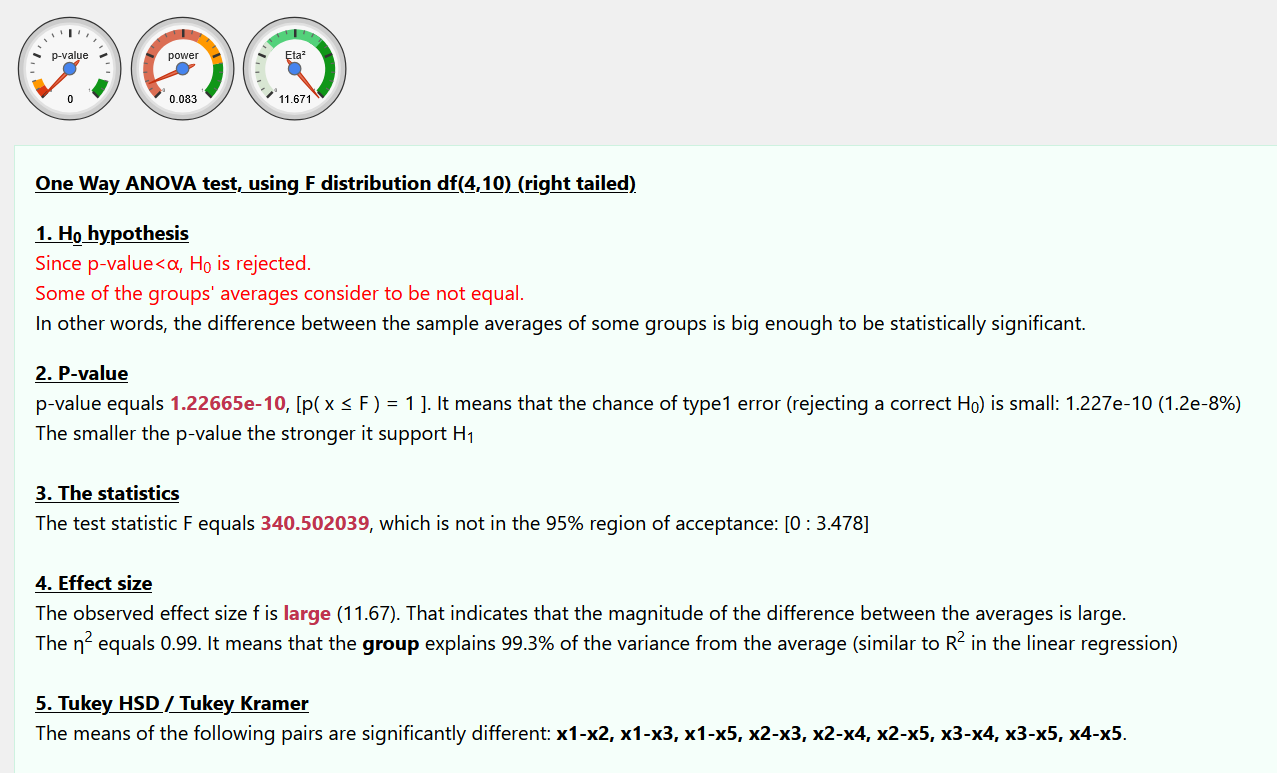 p-value power Eta²
0 0.083 11.671
One Way ANOVA test, using F distribution df(4,10) (right tailed)
1. H₀ hypothesis
Since p-value<α, H₀ is rejected.
Some of the groups' averages consider to be not equal.
In other words, the difference between the sample averages of some groups is big enough to be statistically significant.
2. P-value
p-value equals 1.22665e-10, [p( x ≤ F ) = 1 ]. It means that the chance of type1 error (rejecting a correct H₀) is small: 1.227e-10 (1.2e-8%)
The smaller the p-value the stronger it support H₁
3. The statistics
The test statistic F equals 340.502039, which is not in the 95% region of acceptance: [0 : 3.478]
4. Effect size
The observed effect size f is large (11.67). That indicates that the magnitude of the difference between the averages is large.
The η² equals 0.99. It means that the group explains 99.3% of the variance from the average (similar to R² in the linear regression)
5. Tukey HSD / Tukey Kramer
The means of the following pairs are significantly different: x1-x2, x1-x3, x1-x5, x2-x3, x2-x4, x2-x5, x3-x4, x3-x5, x4-x5.